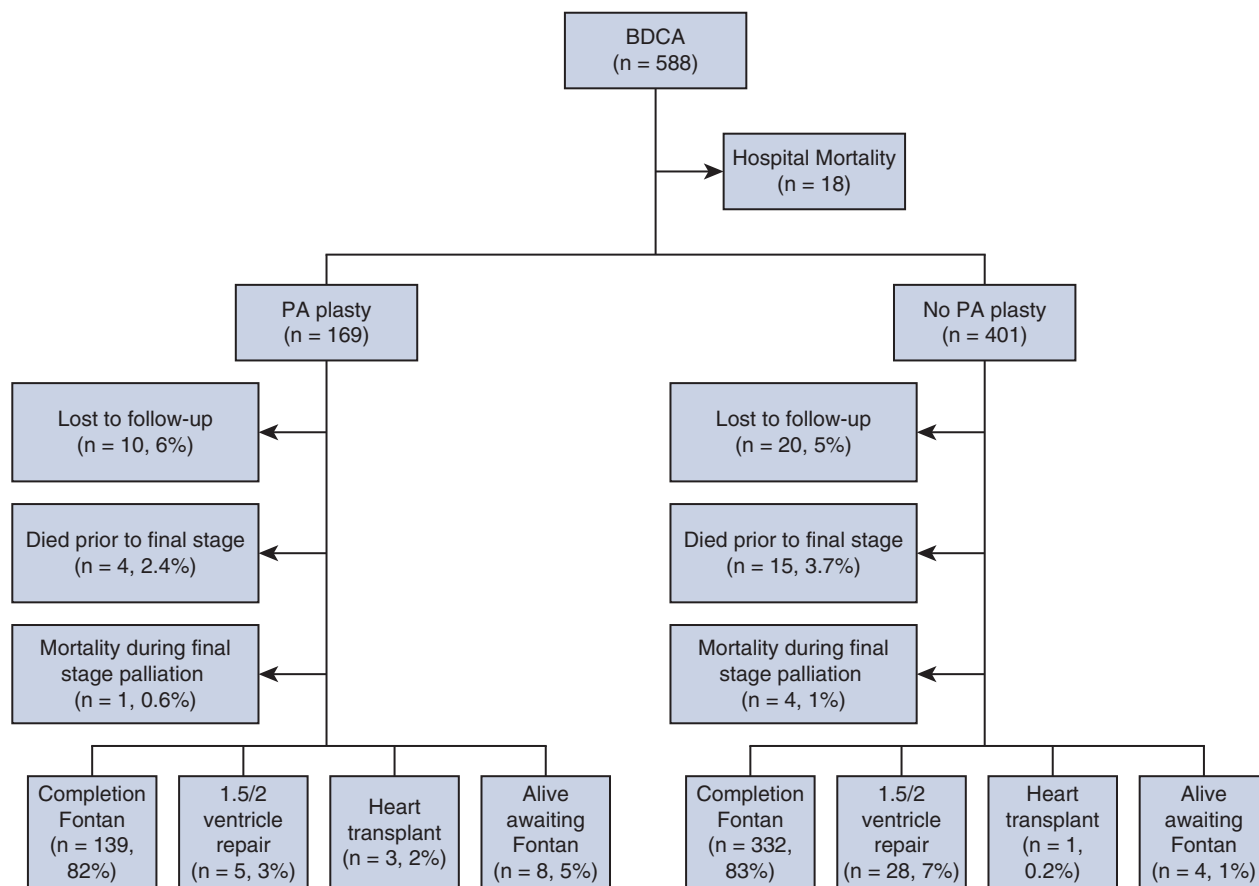 BDCA
(n = 588)
Hospital Mortality
(n = 18)
PA plasty
(n = 169)
No PA plasty
(n = 401)
Lost to follow-up
(n = 10, 6%)
Lost to follow-up
(n = 20, 5%)
Died prior to final stage
(n = 4, 2.4%)
Died prior to final stage
(n = 15, 3.7%)
Mortality during final
stage palliation
(n = 1, 0.6%)
Mortality during final
stage palliation
(n = 4, 1%)
Completion
Fontan
(n = 139,
82%)
1.5/2
ventricle
repair
(n = 5, 3%)
Heart
transplant
(n = 3, 2%)
Alive
awaiting
Fontan
(n = 8, 5%)
Completion
Fontan
(n = 332,
83%)
1.5/2
ventricle
repair
(n = 28, 7%)
Heart
transplant
(n = 1,
0.2%)
Alive
awaiting
Fontan
(n = 4, 1%)